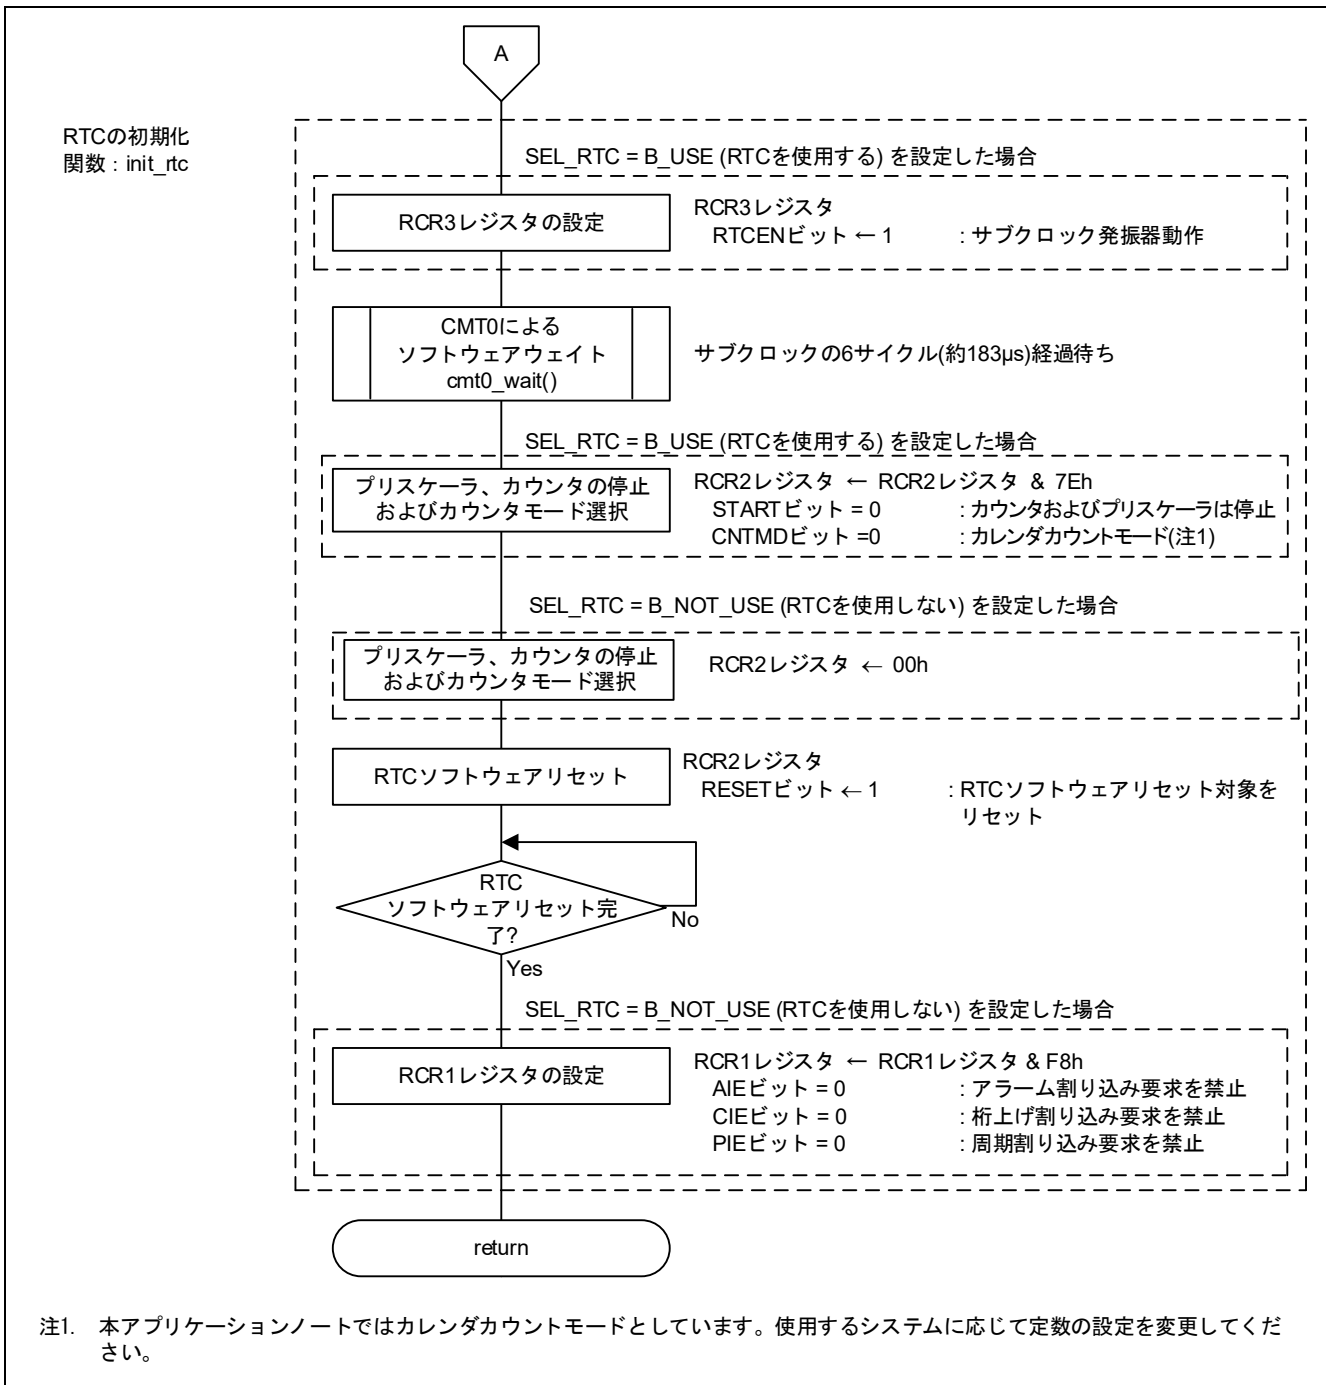 A
RTCの初期化
関数 : init_rtc
SEL_RTC = B_USE (RTCを使用する) を設定した場合
RCR3レジスタの設定
RCR3レジスタ
RTCENビット ← 1 : サブクロック発振器動作
CMT0による
ソフトウェアウェイト
cmt0_wait()
サブクロックの6サイクル(約183µs)経過待ち
SEL_RTC = B_USE (RTCを使用する) を設定した場合
プリスケーラ、カウンタの停止
およびカウンタモード選択
RCR2レジスタ ← RCR2レジスタ & 7Eh
STARTビット = 0 : カウンタおよびプリスケーラは停止
CNTMDビット =0 : カレンダカウントモード(注1)
SEL_RTC = B_NOT_USE (RTCを使用しない) を設定した場合
プリスケーラ、カウンタの停止
およびカウンタモード選択
RCR2レジスタ ← 00h
RTCソフトウェアリセット
RCR2レジスタ
RESETビット ← 1 : RTCソフトウェアリセット対象を
リセット
RTC
ソフトウェアリセット完
了?
No
Yes
SEL_RTC = B_NOT_USE (RTCを使用しない) を設定した場合
RCR1レジスタの設定
RCR1レジスタ ← RCR1レジスタ & F8h
AIEビット = 0 : アラーム割り込み要求を禁止
CIEビット = 0 : 桁上げ割り込み要求を禁止
PIEビット = 0 : 周期割り込み要求を禁止
return
注1. 本アプリケーションノートではカレンダカウントモードとしています。使用するシステムに応じて定数の設定を変更してくだ
さい。